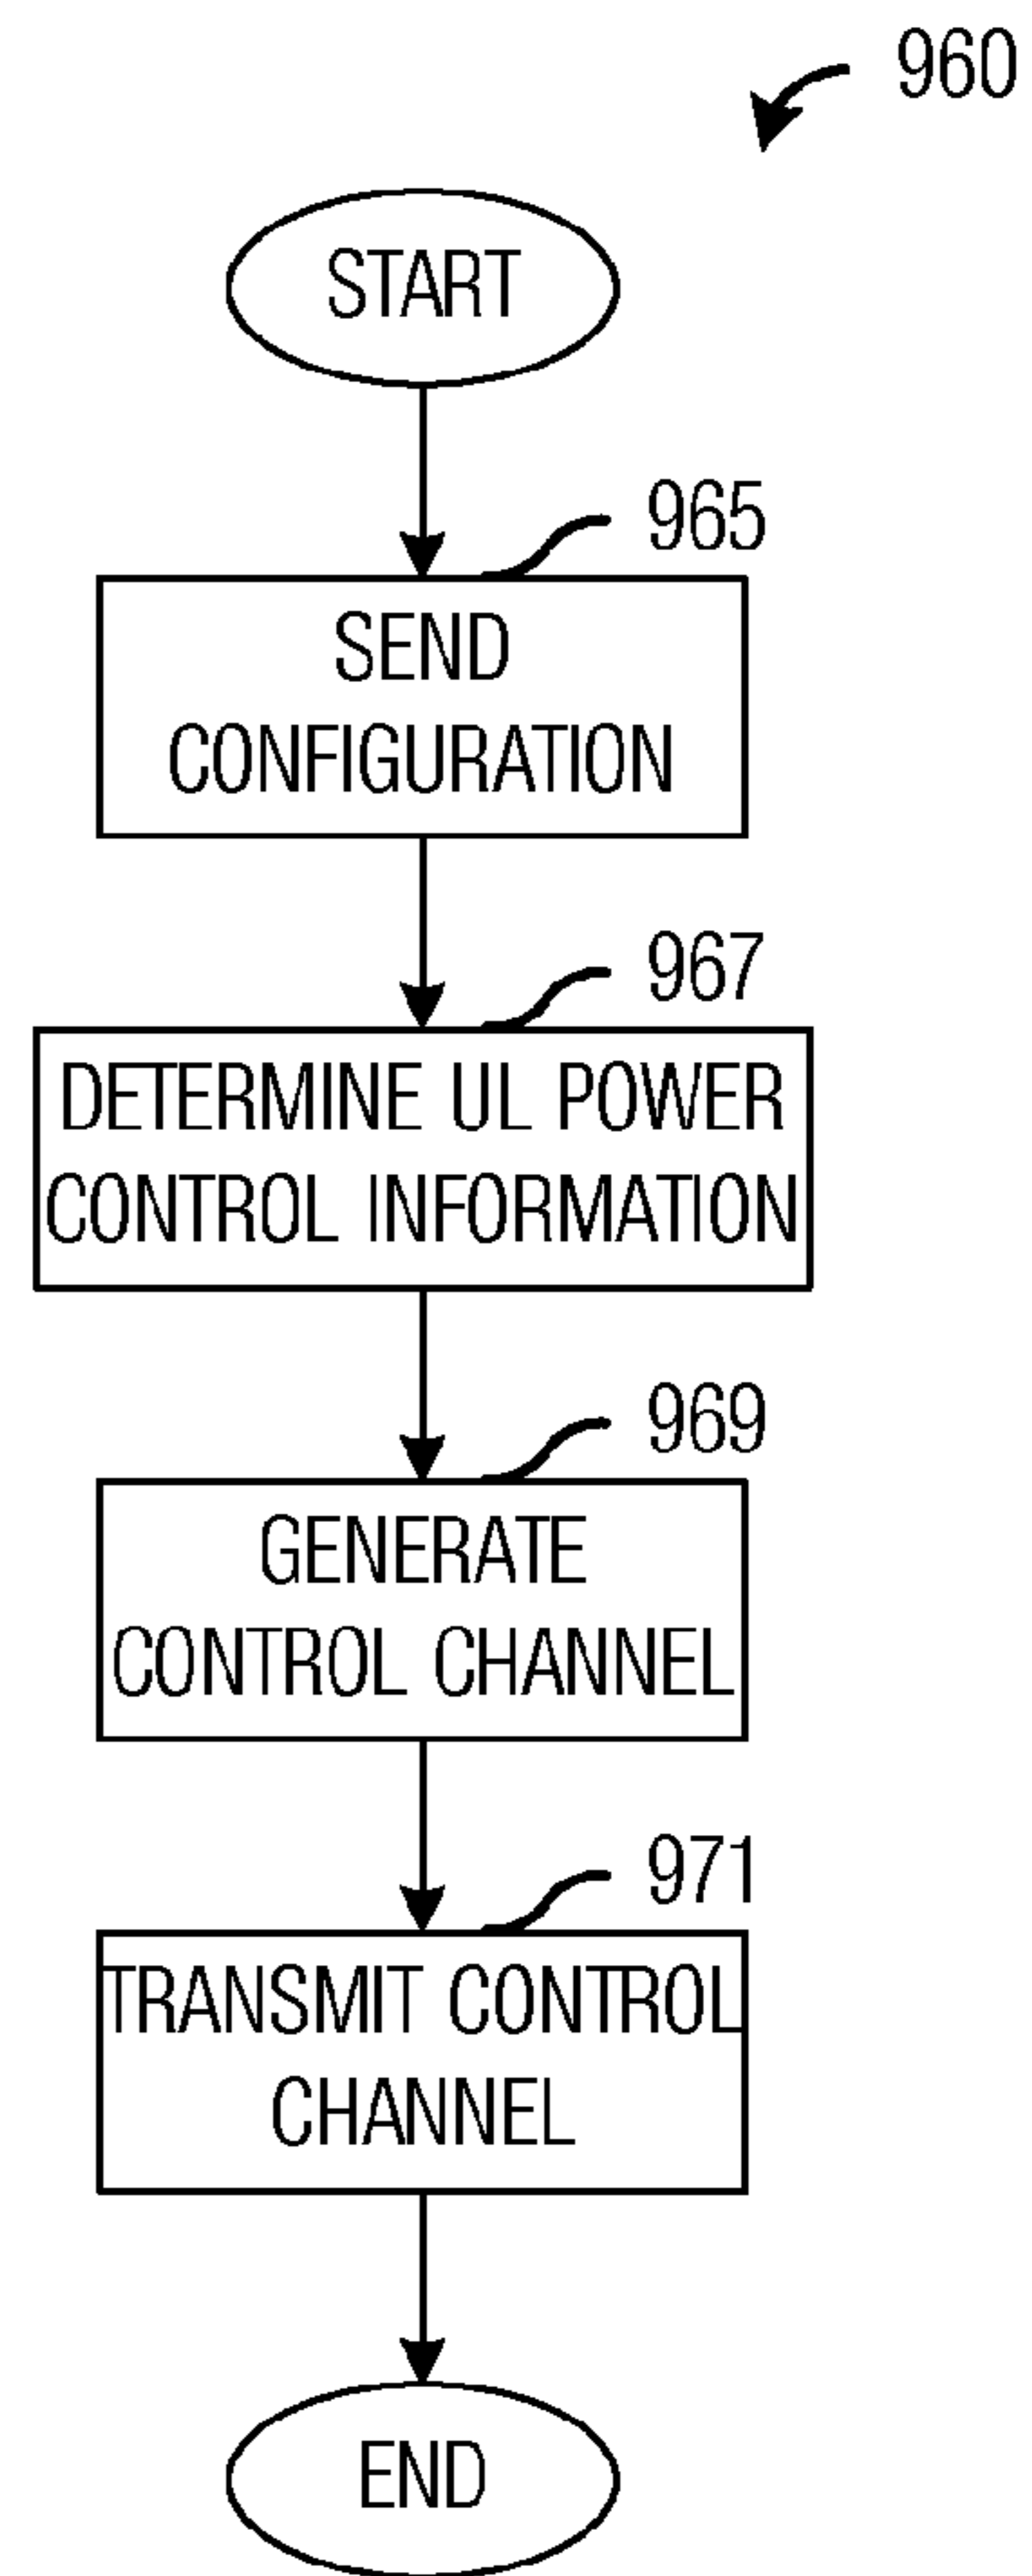 960
START
965
SEND
CONFIGURATION
967
DETERMINE UL POWER
CONTROL INFORMATION
969
GENERATE
CONTROL CHANNEL
971
TRANSMIT CONTROL
CHANNEL
END